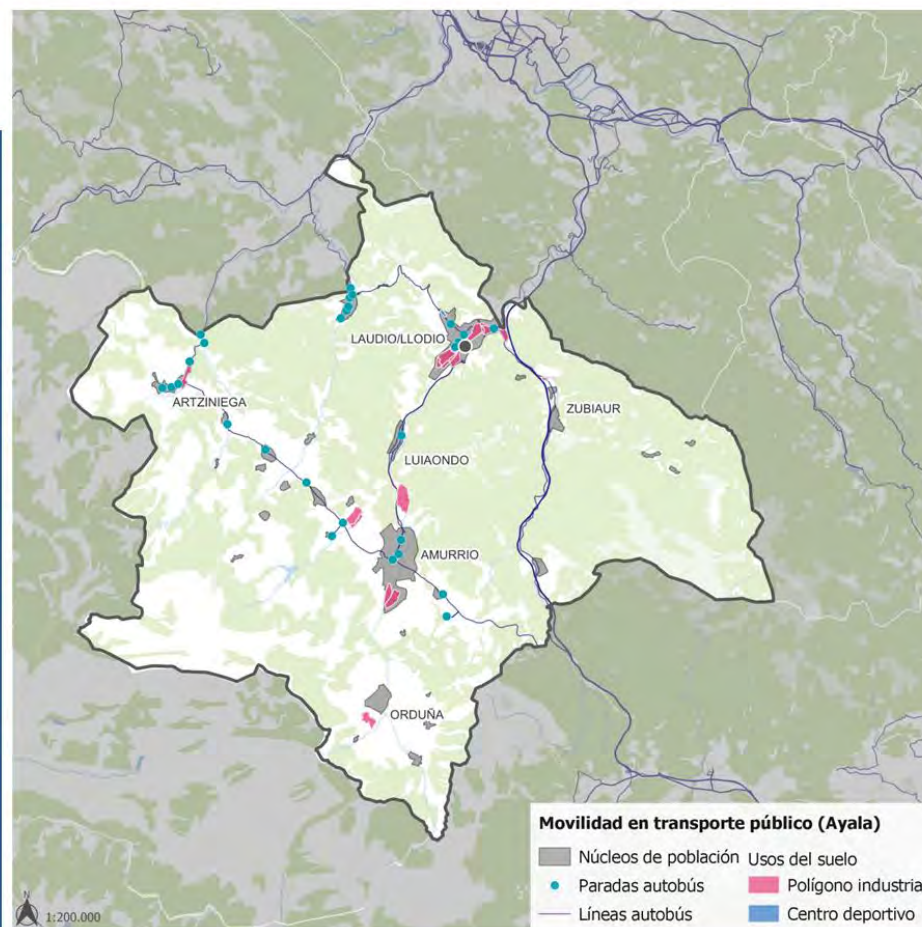 LAUDIO/LLODIO
ZUBIAUR
ARTZINIEGA
LUIAONDO
AMURRIO
ORDUÑA
Movilidad en transporte público (Ayala)
Núcleos de población Usos del suelo
Paradas autobús Polígono industria
Líneas autobús Centro deportivo
N
1:200.000